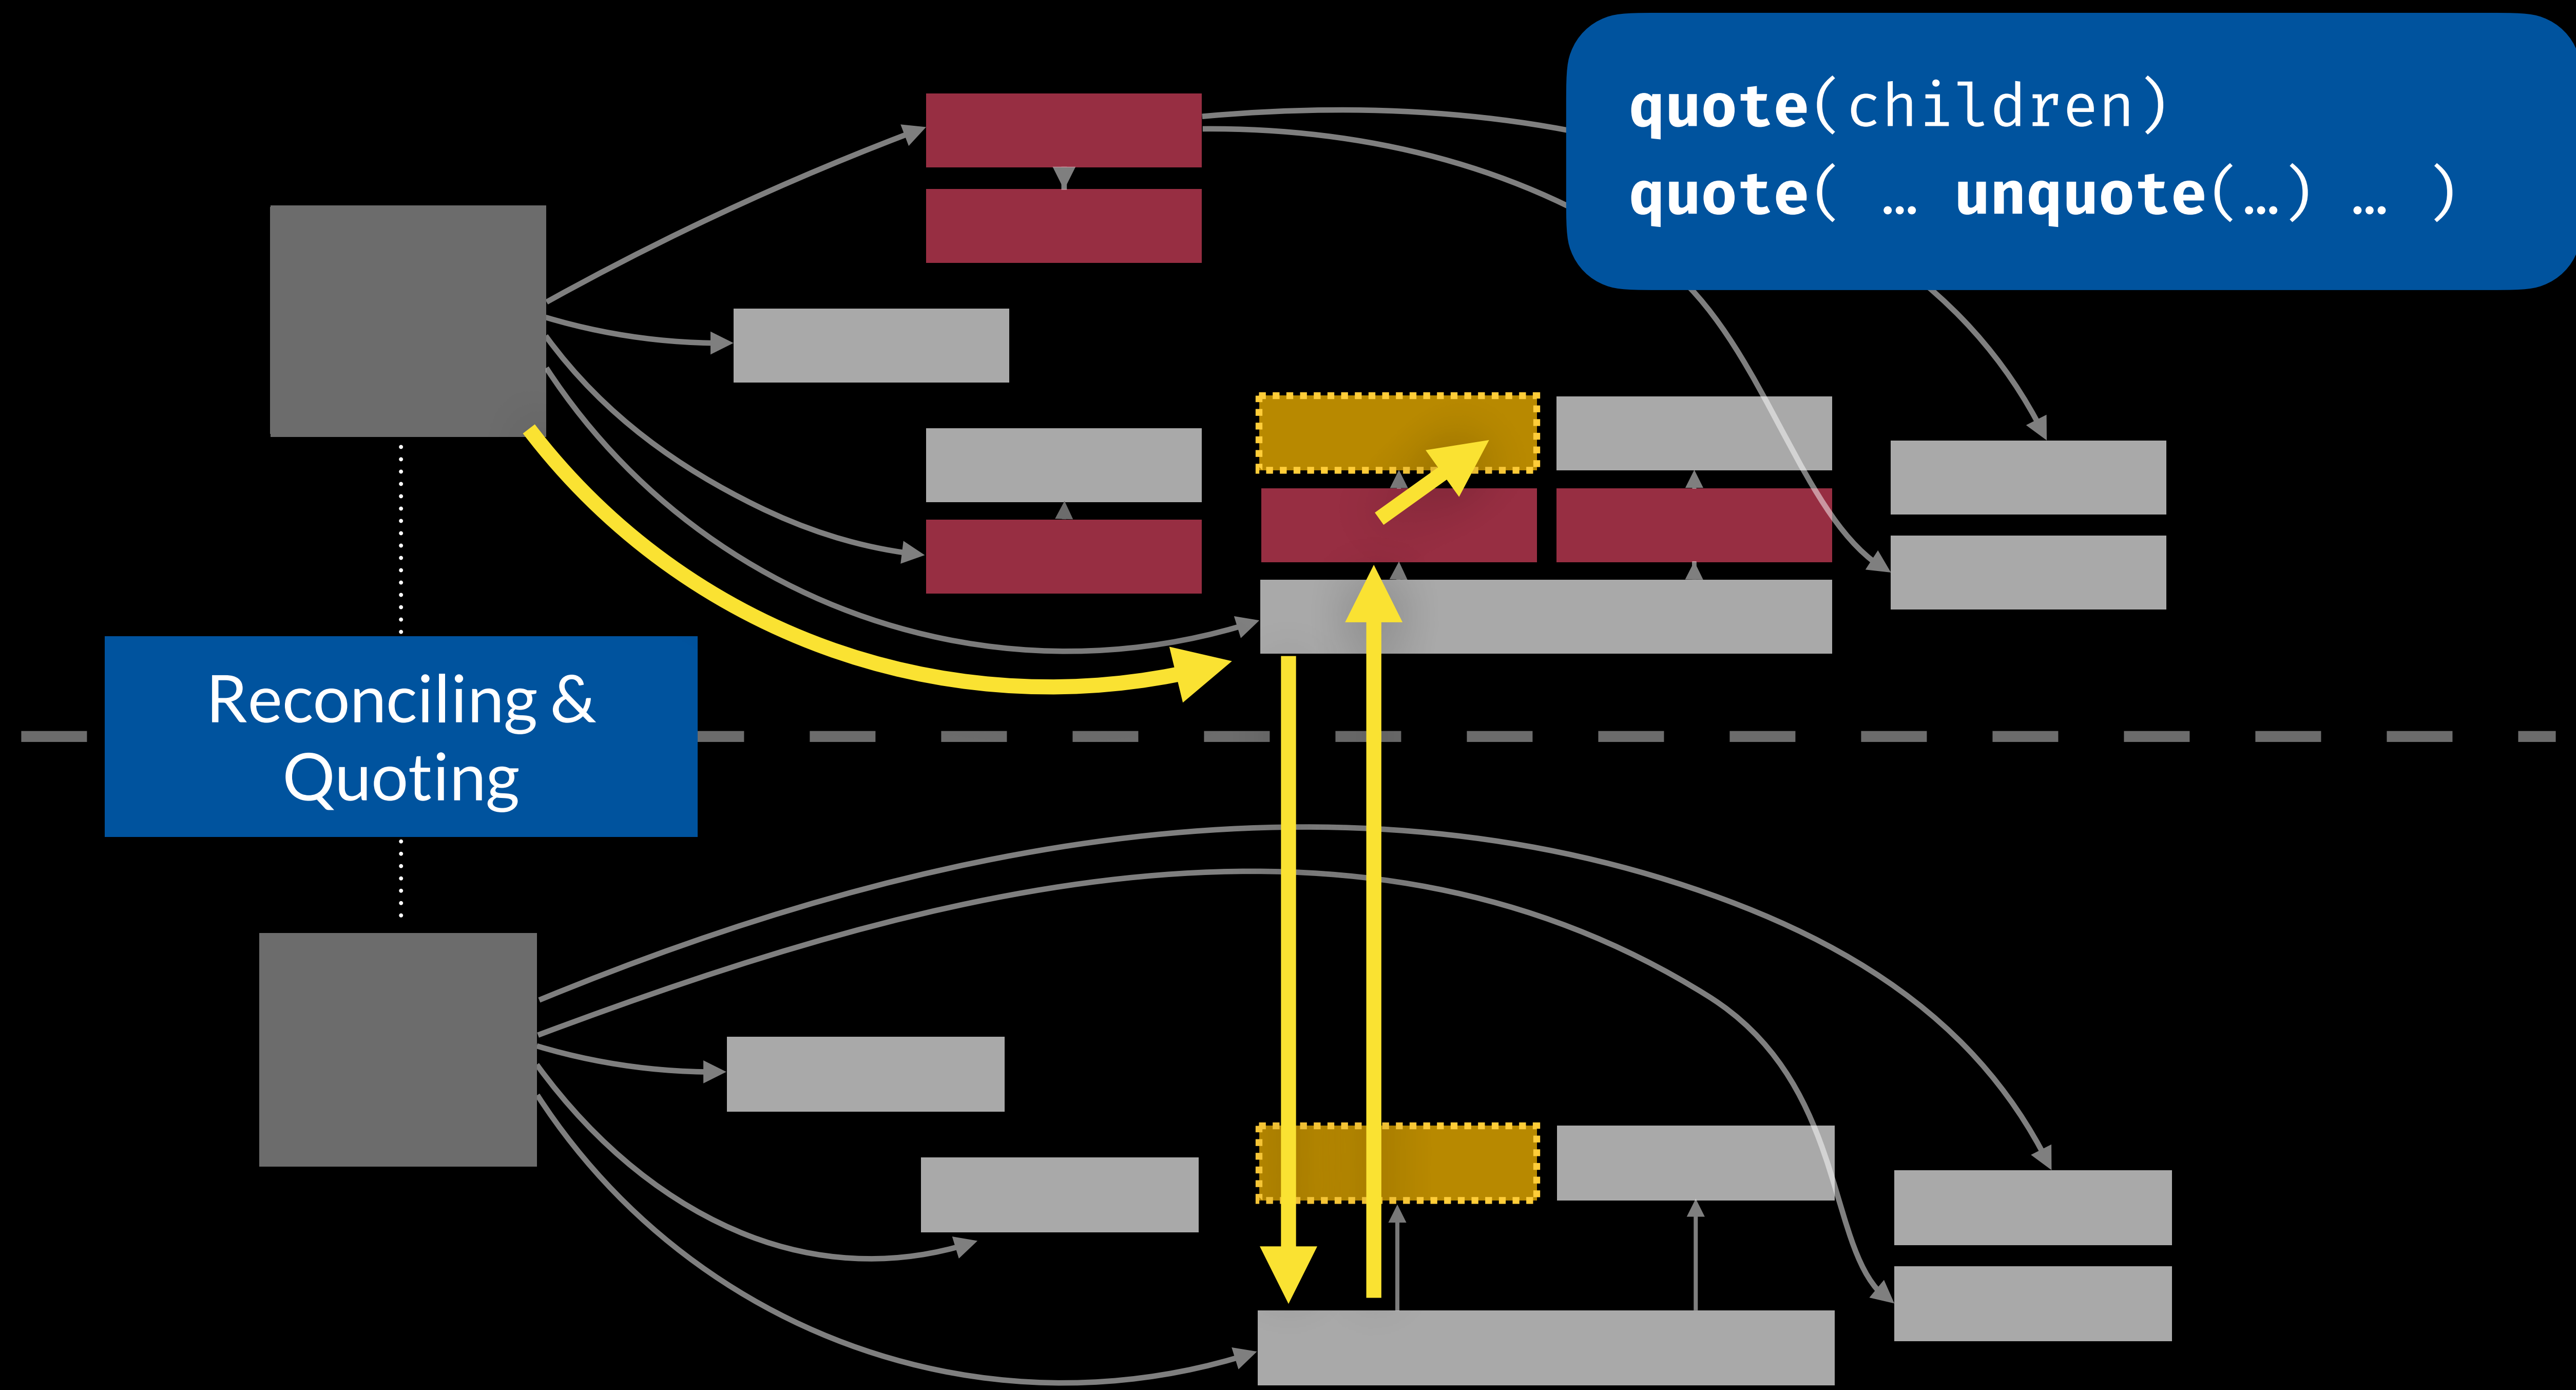 quote(children)
quote( … unquote(…) … )
Reconciling &
Quoting